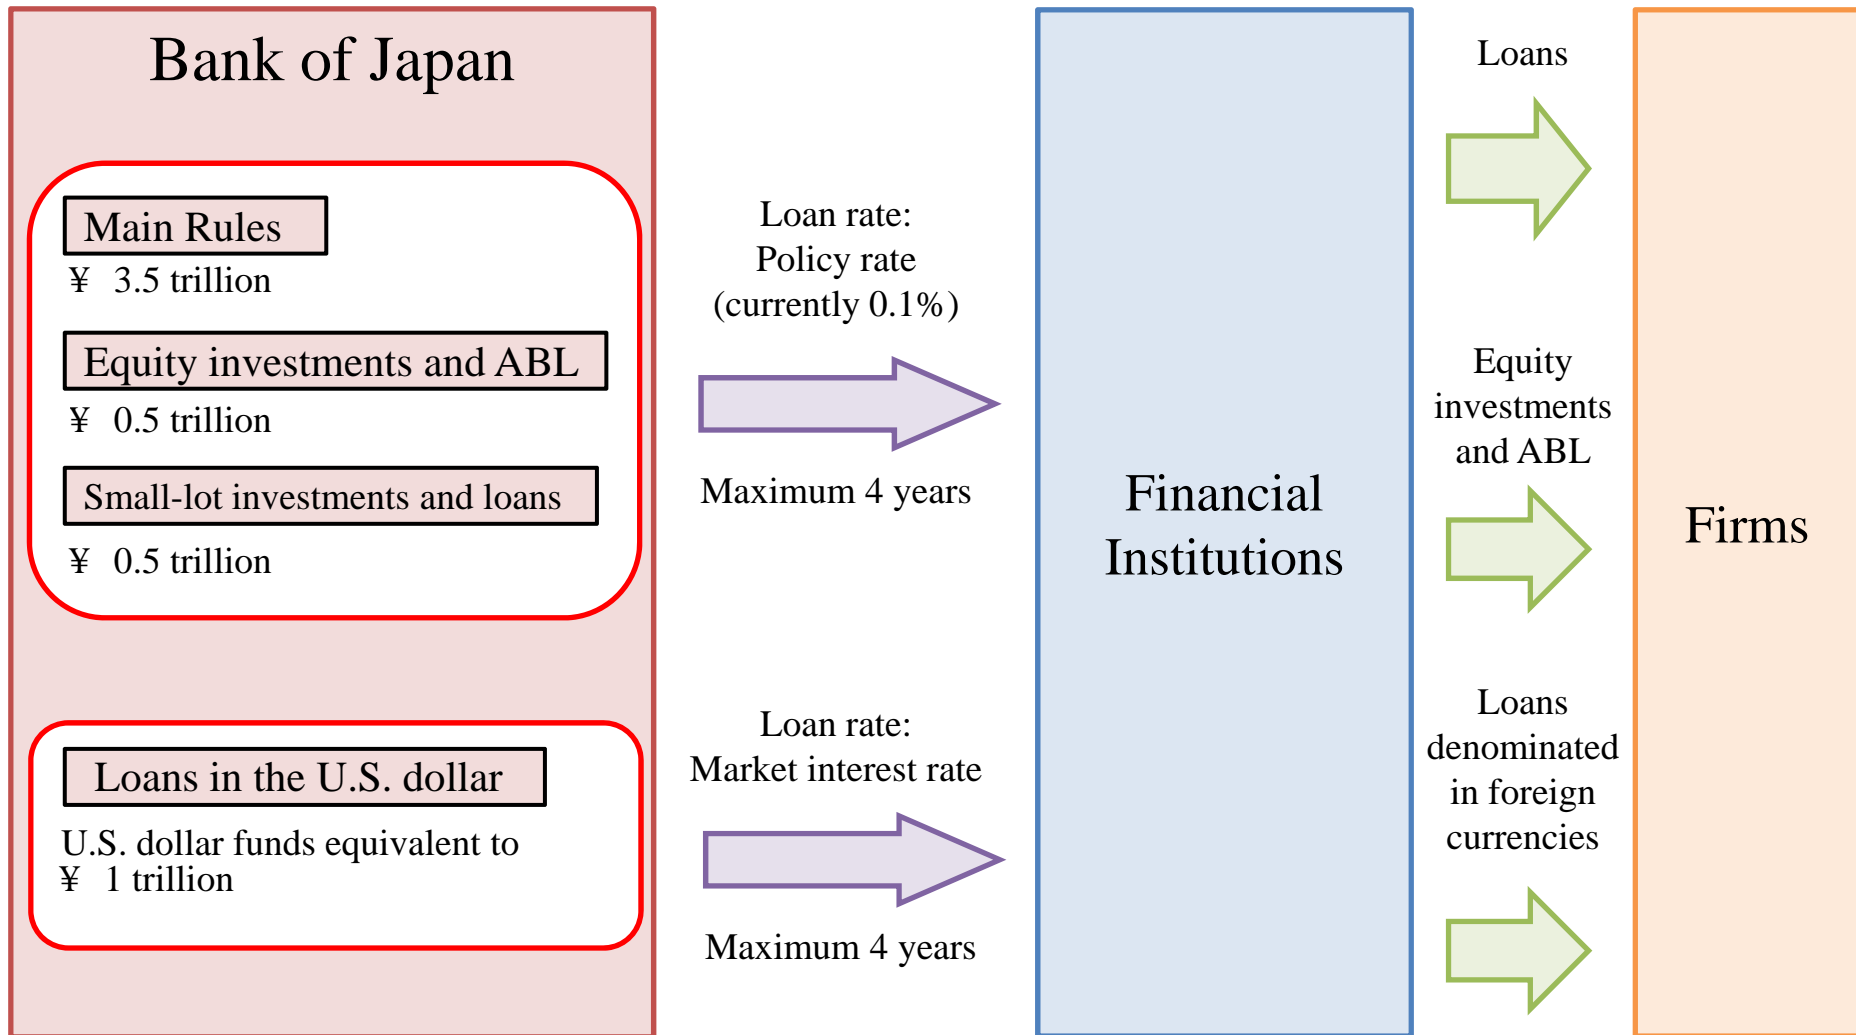 Bank of Japan
Main Rules
¥ 3.5 trillion
Equity investments and ABL
¥ 0.5 trillion
Small-lot investments and loans
¥ 0.5 trillion
Loans in the U.S. dollar
U.S. dollar funds equivalent to
¥ 1 trillion
Loan rate:
Policy rate
(currently 0.1%)
Maximum 4 years
Loan rate:
Market interest rate
Maximum 4 years
Financial
Institutions
Loans
Equity
investments
and ABL
Loans
denominated
in foreign
currencies
Firms